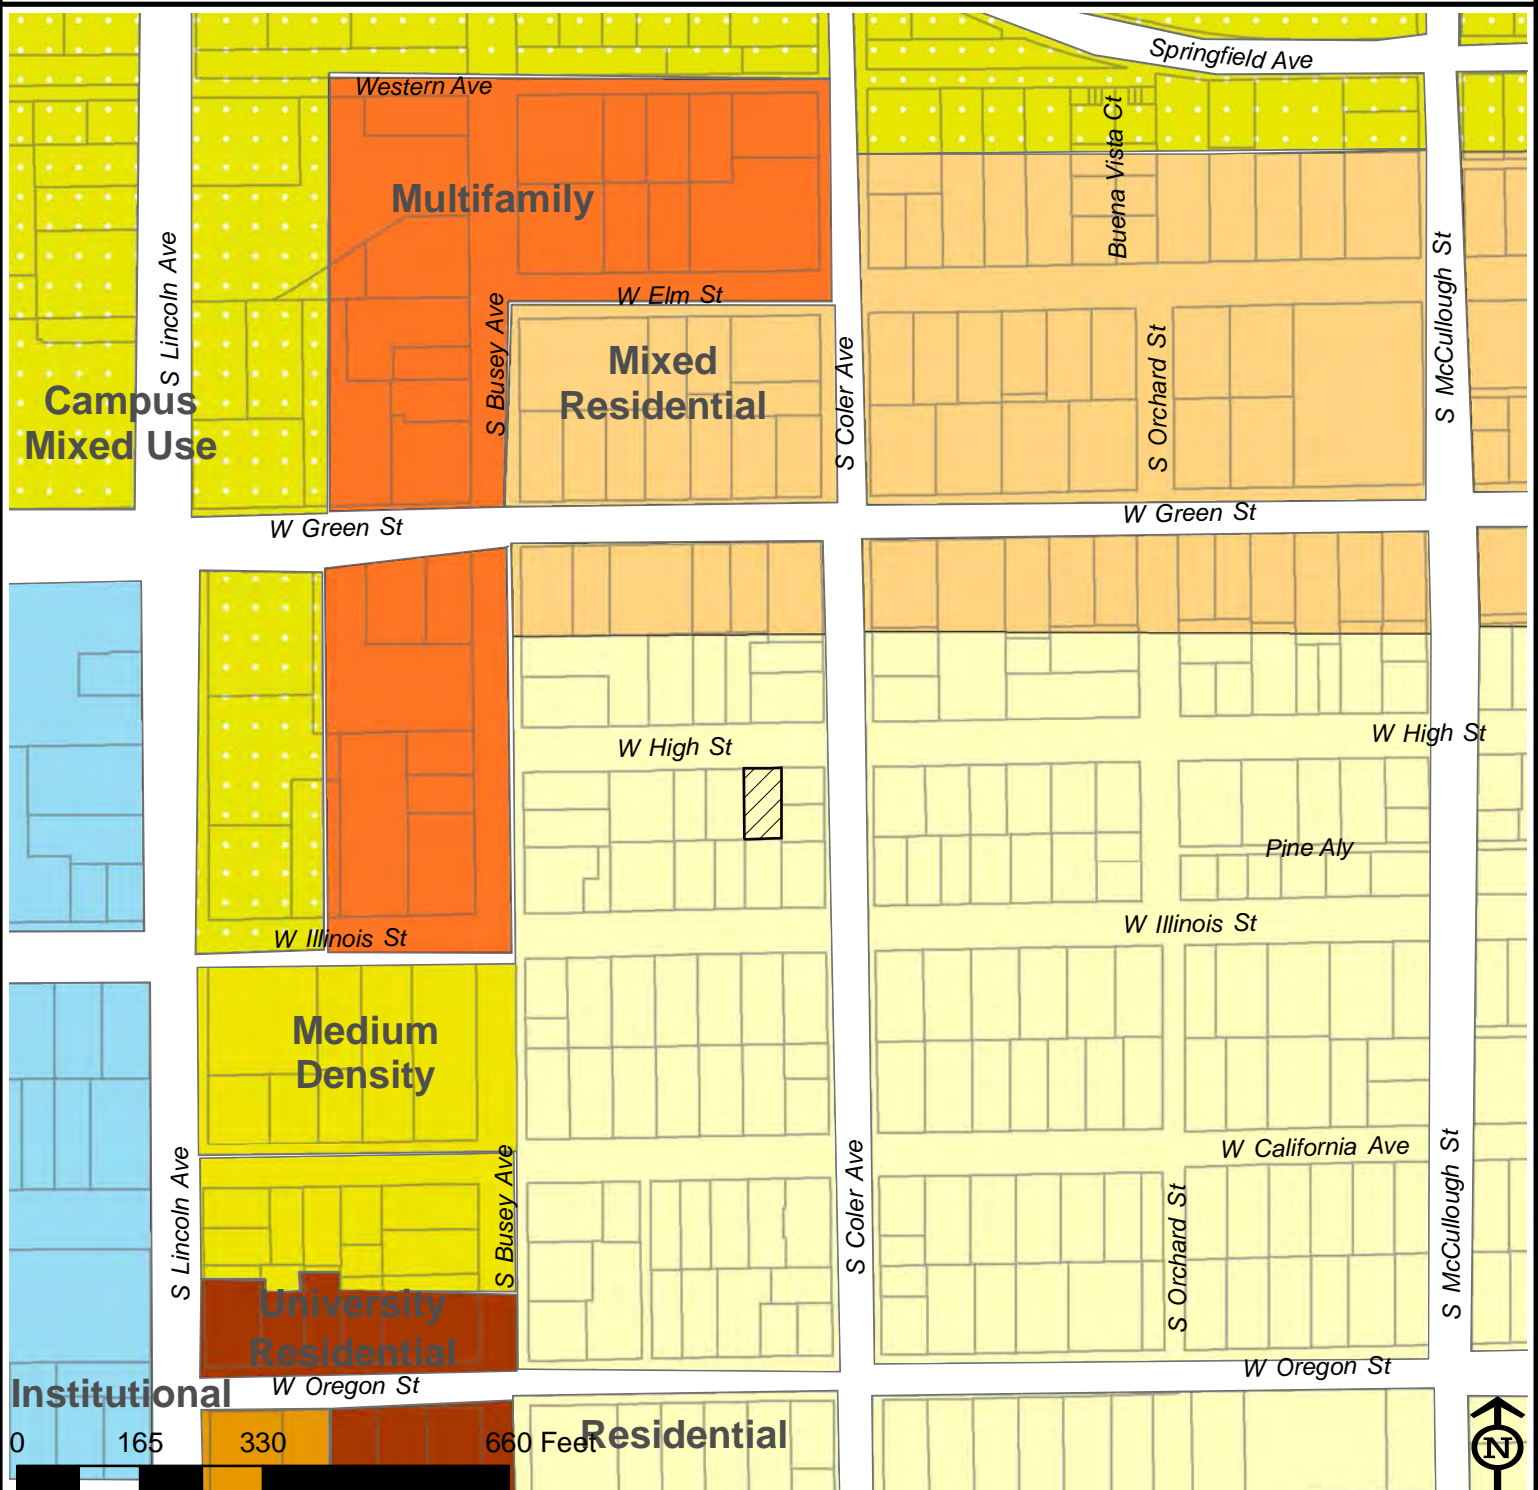 Springfield Ave
Western Ave
Buena Vista Ct
Multifamily
S Lincoln Ave
S McCullough St
W Elm St
S Busey Ave
S Coler Ave
S Orchard St
Mixed
Residential
Campus
Mixed Use
W Green St
W Green St
W High St
W High St
Pine Aly
W Illinois St
W Illinois St
Medium
Density
W California Ave
S Lincoln Ave
S Busey Ave
S Coler Ave
S Orchard St
S McCullough St
University
Residential
W Oregon St
W Oregon St
Institutional
Residential
0 165 330 660 Feet
N